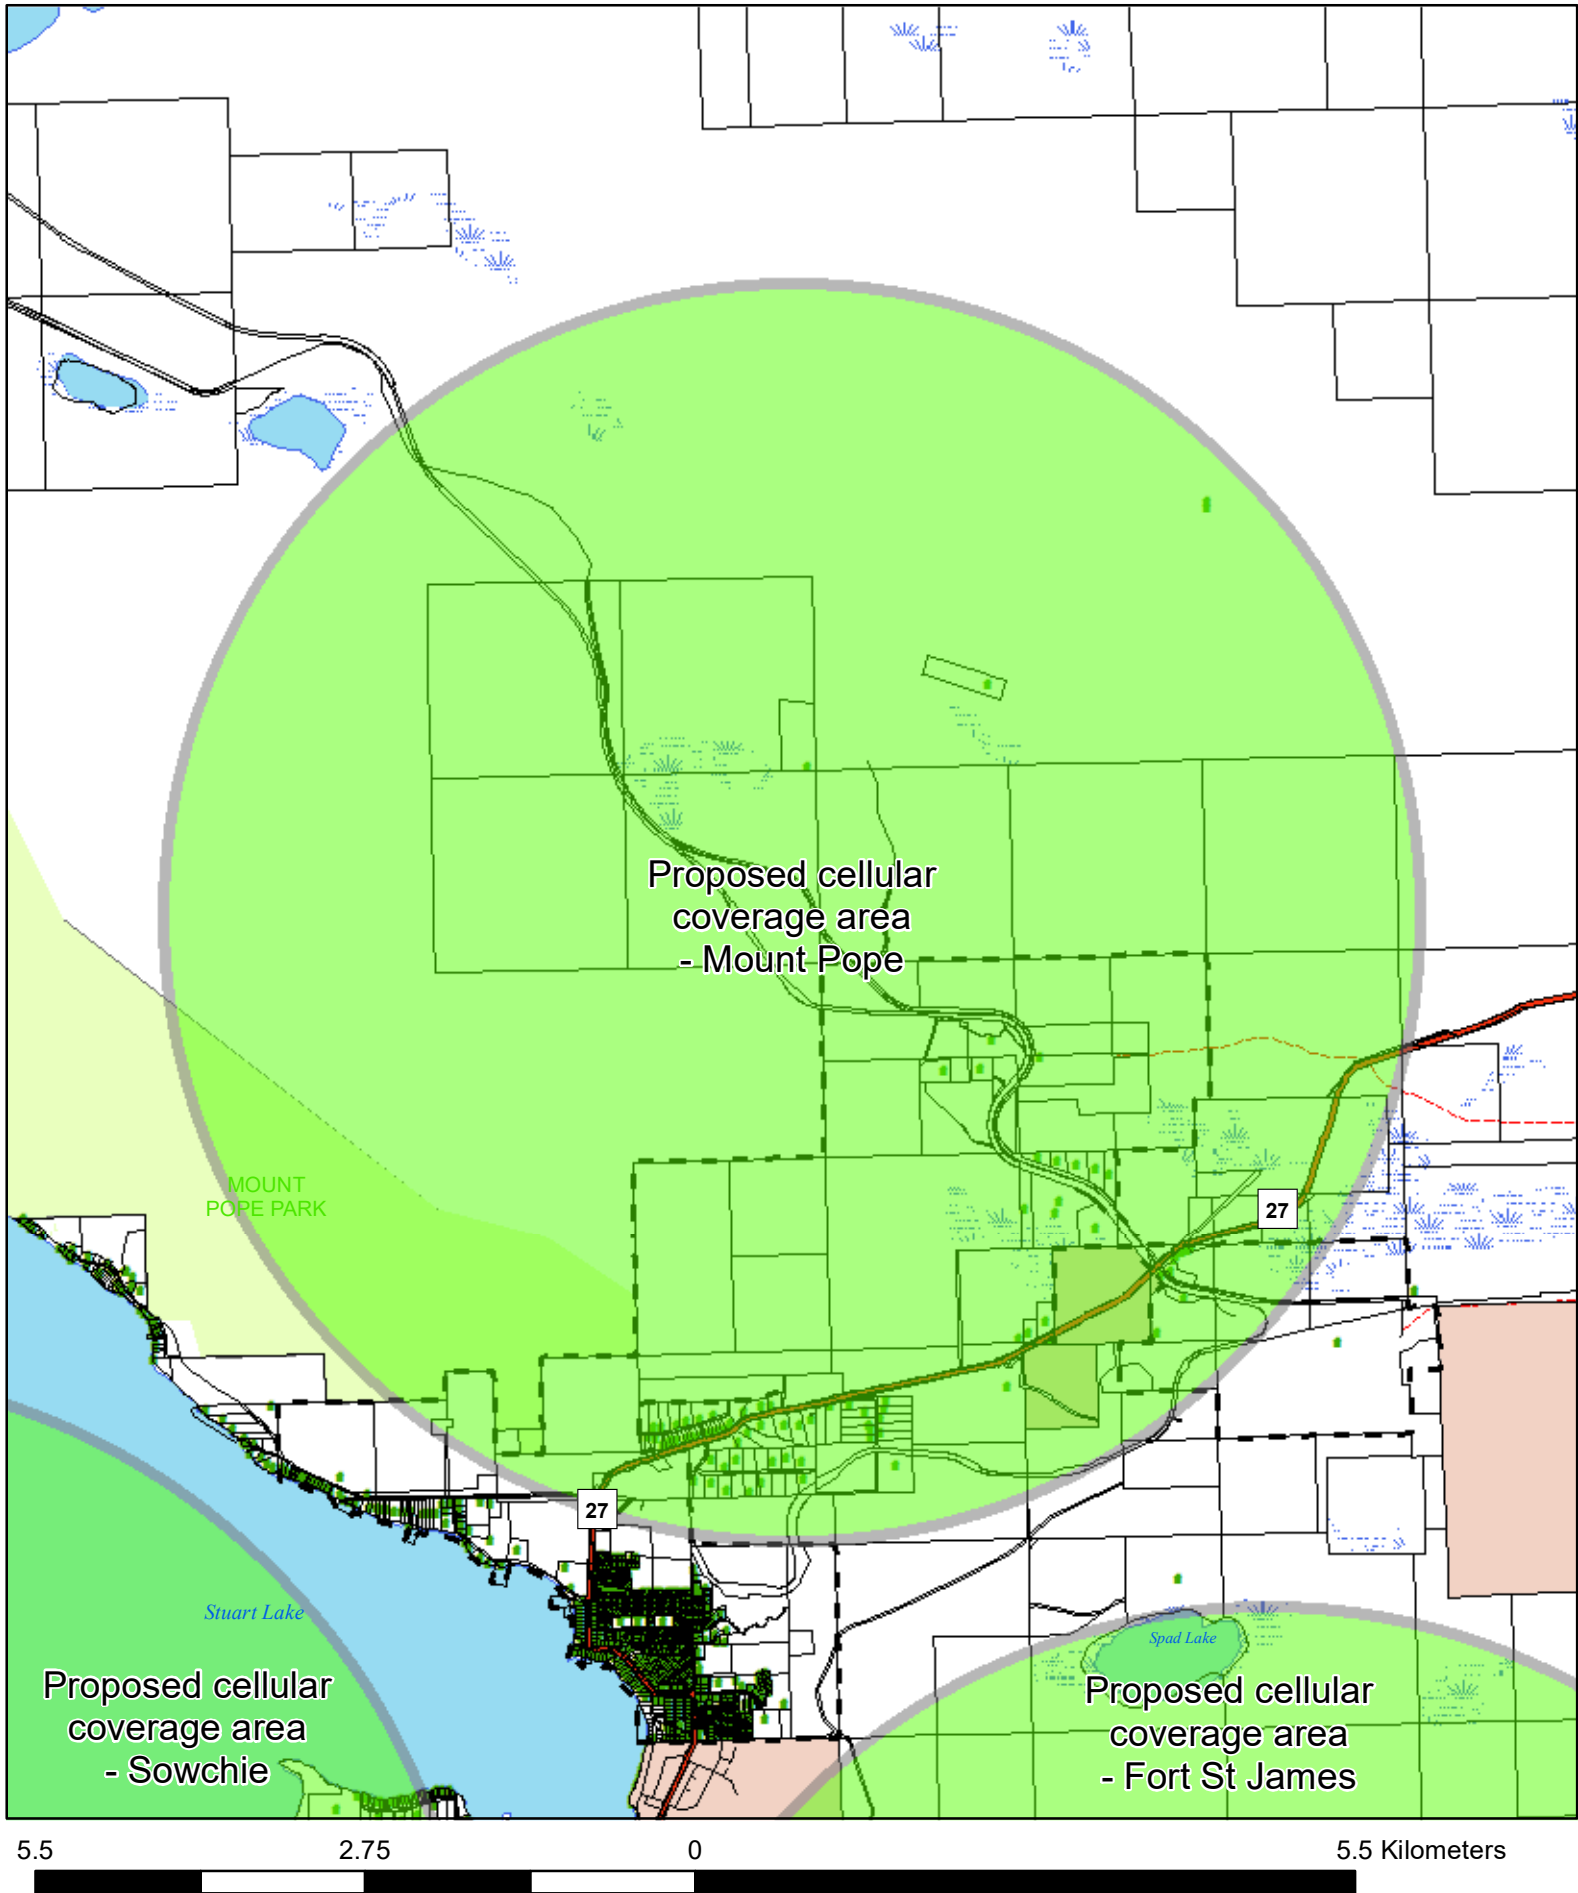 Proposed cellular
coverage area
- Mount Pope
27
MOUNT
POPE PARK
27
Stuart Lake
Spad Lake
Proposed cellular
coverage area
- Sowchie
Proposed cellular
coverage area
- Fort St James
5.5 2.75 0 5.5 Kilometers